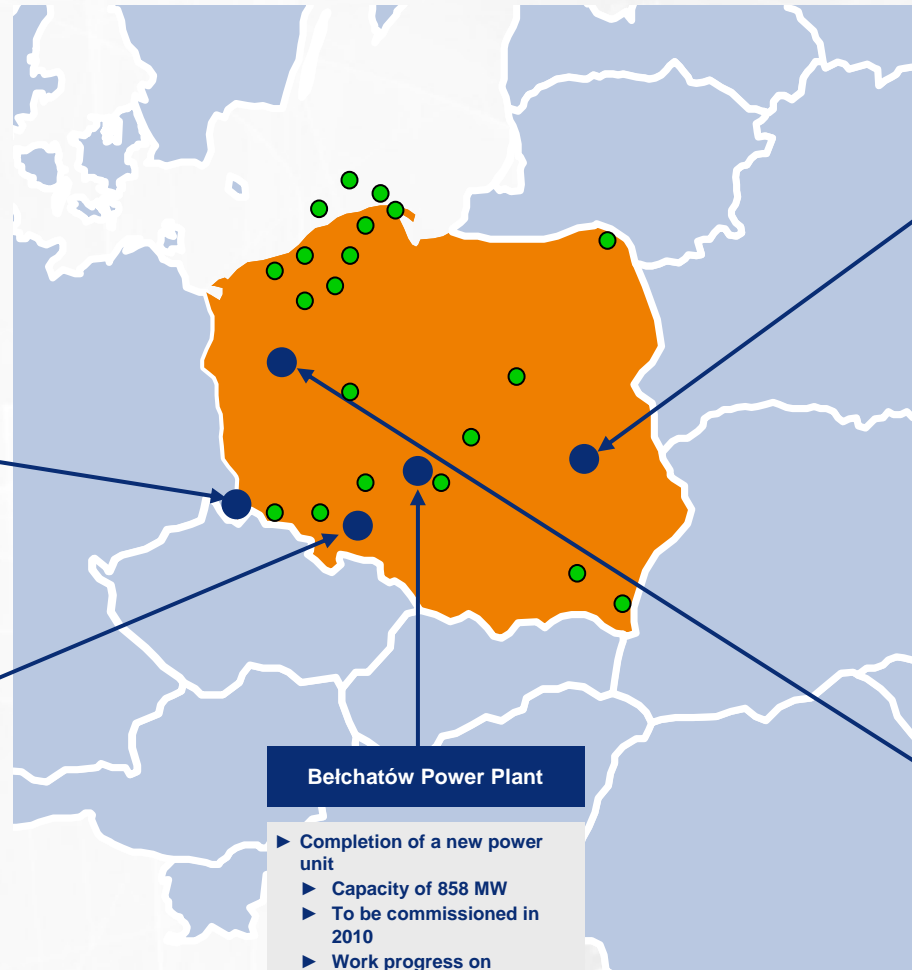 Bełchatów Power Plant
► Completion of a new power
unit
► Capacity of 858 MW
► To be commissioned in
2010
► Work progress on